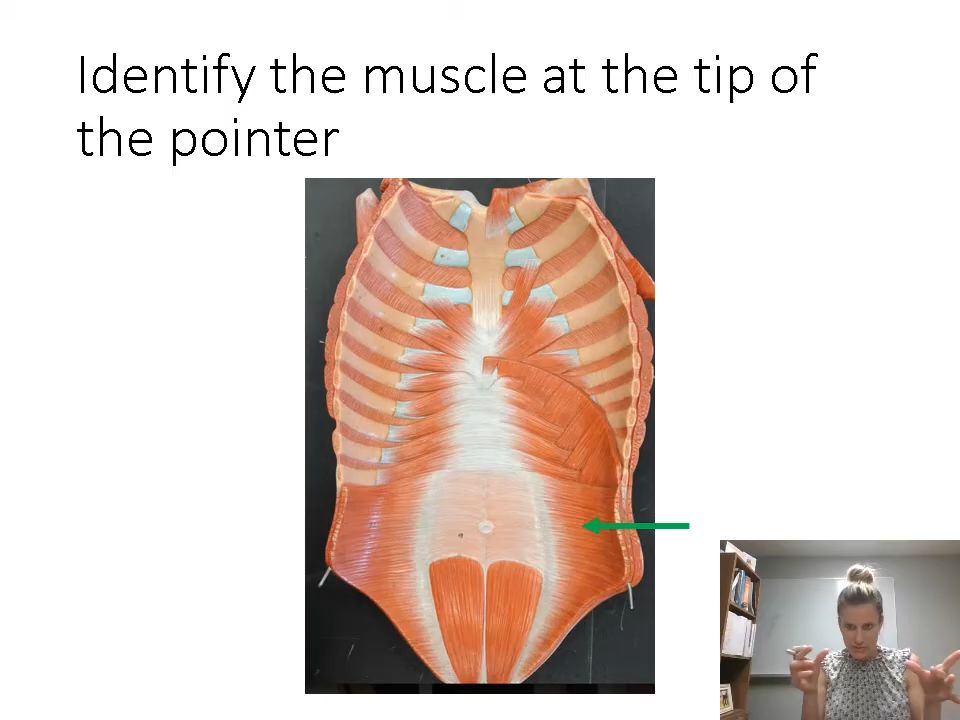 Identify the muscle at the tip of
the pointer